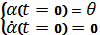 α(t = 0) = θ
α̇(t = 0) = 0